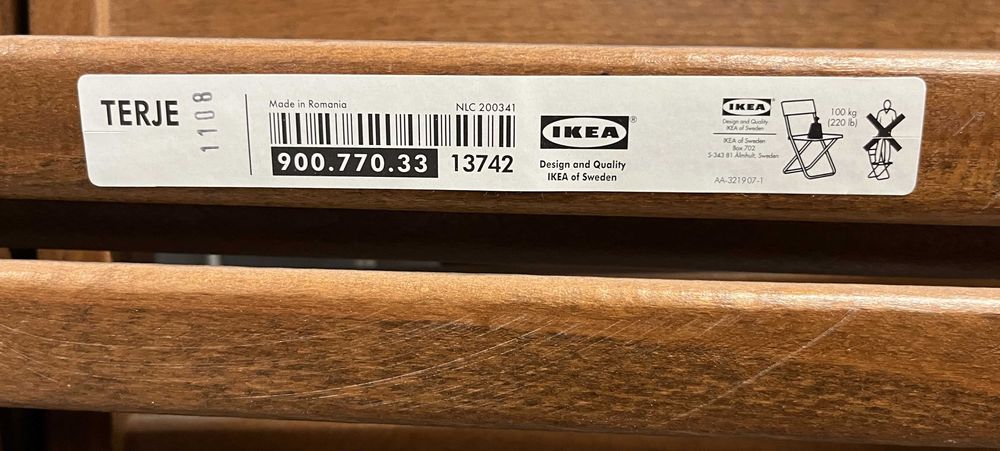 TERJE
1108
Made in Romania
NLC 200341
900.770.33 13742
IKEA®
Design and Quality
IKEA of Sweden
IKEA
Design and Quality
IKEA of Sweden
IKEA of Sweden
Box 702
S-343 81 Älmhult, Sweden
100 kg
(220 lb)
AA-321907-1